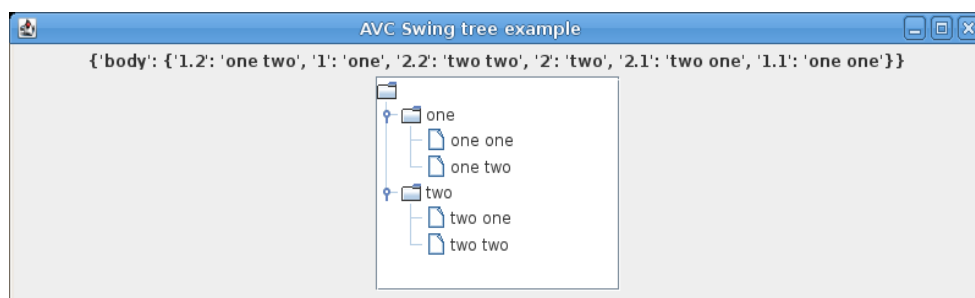 AVC Swing tree example
{'body': {'1.2': 'one two', '1': 'one', '2.2': 'two two', '2': 'two', '2.1': 'two one', '1.1': 'one one'}}
one
one one
one two
two
two one
two two